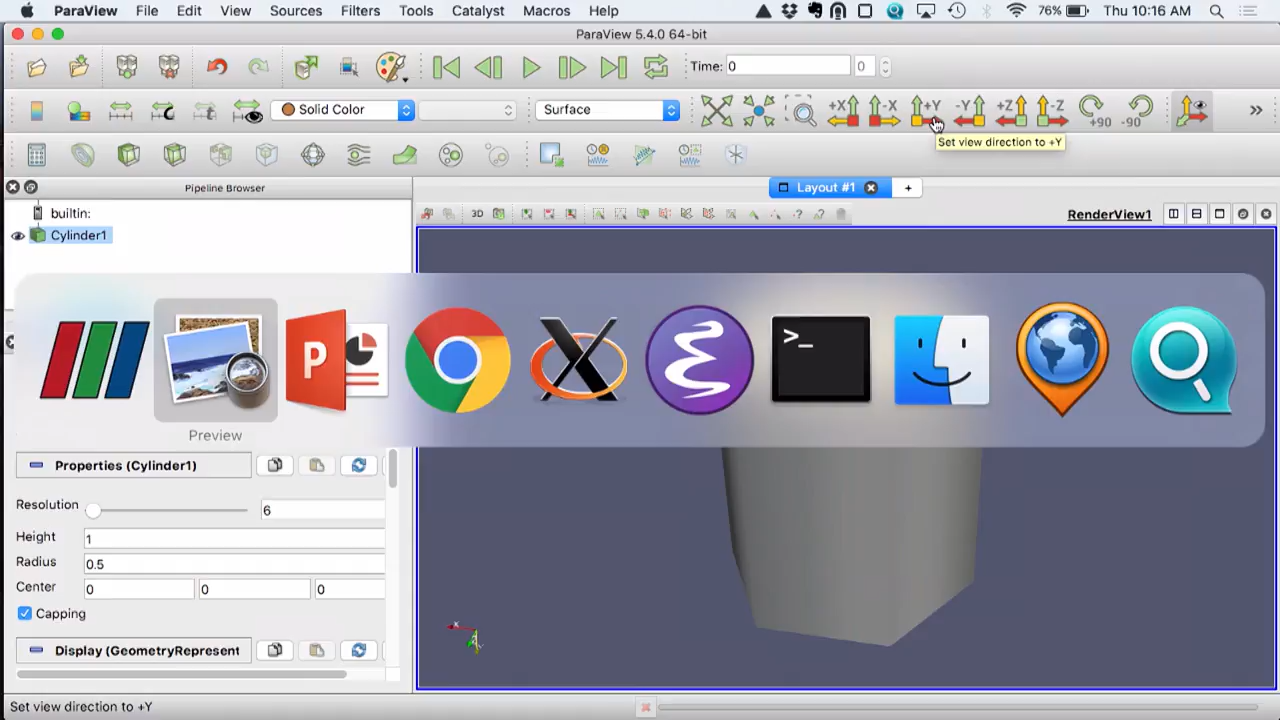 ParaView File Edit View Sources Filters Tools Catalyst Macros Help 76% Thu 10:16 AM
ParaView 5.4.0 64-bit
Time: 0 0
Solid Color Surface +X -X +Y -Y +Z -Z +90 -90 »
Set view direction to +Y
Pipeline Browser Layout #1 +
builtin: 3D RenderView1
Cylinder1
P >_
Preview
Properties (Cylinder1)
Resolution 6
Height 1
Radius 0.5
Center 0 0 0
Capping
Display (GeometryRepresent
Set view direction to +Y